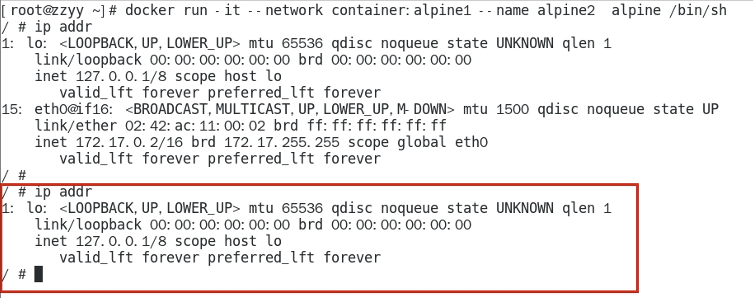 [root@zzyy ~]# docker run -it --network container:alpine1 --name alpine2  alpine /bin/sh
/ # ip addr
1: lo: <LOOPBACK,UP,LOWER_UP> mtu 65536 qdisc noqueue state UNKNOWN qlen 1
    link/loopback 00:00:00:00:00:00 brd 00:00:00:00:00:00
    inet 127.0.0.1/8 scope host lo
       valid_lft forever preferred_lft forever
15: eth0@if16: <BROADCAST,MULTICAST,UP,LOWER_UP,M-DOWN> mtu 1500 qdisc noqueue state UP
    link/ether 02:42:ac:11:00:02 brd ff:ff:ff:ff:ff:ff
    inet 172.17.0.2/16 brd 172.17.255.255 scope global eth0
       valid_lft forever preferred_lft forever
/ #
/ # ip addr
1: lo: <LOOPBACK,UP,LOWER_UP> mtu 65536 qdisc noqueue state UNKNOWN qlen 1
    link/loopback 00:00:00:00:00:00 brd 00:00:00:00:00:00
    inet 127.0.0.1/8 scope host lo
       valid_lft forever preferred_lft forever
/ #